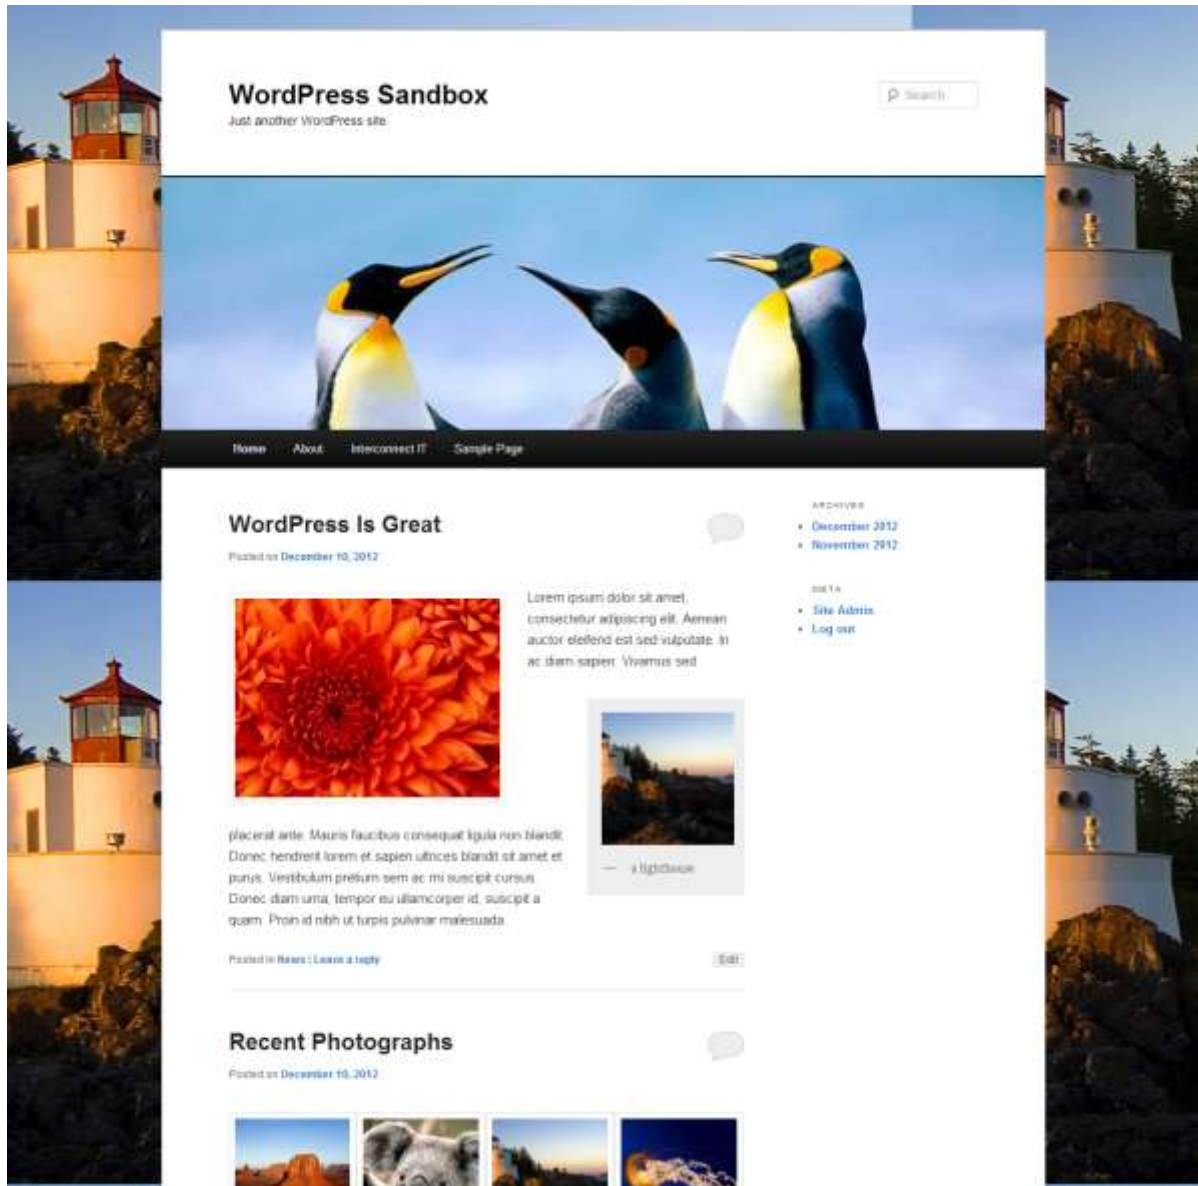 WordPress Sandbox
Just another WordPress site
Search
Home About Interconnect IT Sample Page
WordPress Is Great
Posted on December 10, 2012
Lorem ipsum dolor sit amet,
consectetur adipiscing elit. Aenean
auctor eleifend est sed vulputate. In
ac diam sapien. Vivamus sed
placerat ante. Mauris faucibus consequat ligula non blandit.
Donec hendrerit lorem et sapien ultrices blandit sit amet et
purus. Vestibulum pretium sem ac mi suscipit cursus.
Donec diam urna, tempor eu ullamcorper id, suscipit a
quam. Proin id nibh ut turpis pulvinar malesuada.
— a lighthouse
Posted in News | Leave a reply
Edit
Recent Photographs
Posted on December 10, 2012
ARCHIVES
December 2012
November 2012
META
Site Admin
Log out